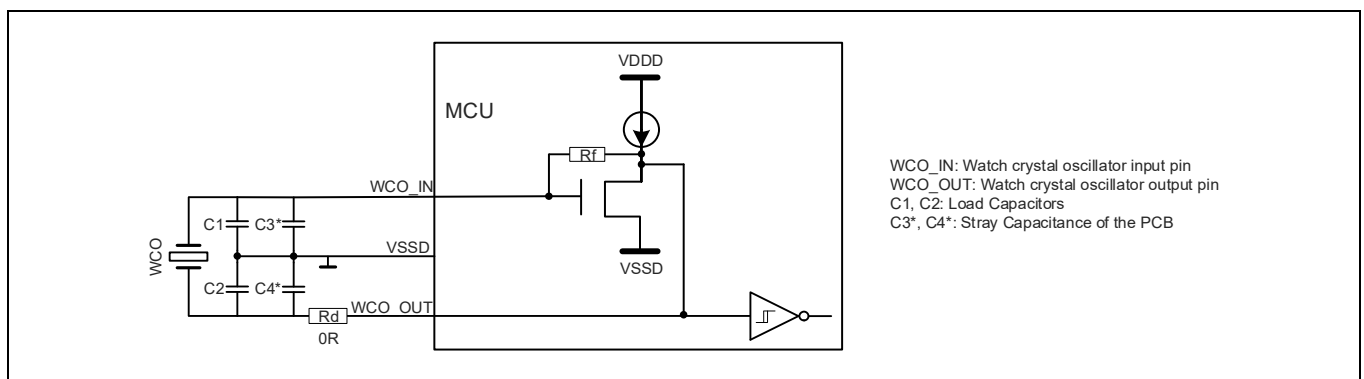 VDDD
MCU
Rf
WCO_IN
C1
C3*
VSSD
WCO
VSSD
C2
C4*
WCO_OUT
Rd
0R
WCO_IN: Watch crystal oscillator input pin
WCO_OUT: Watch crystal oscillator output pin
C1, C2: Load Capacitors
C3*, C4*: Stray Capacitance of the PCB